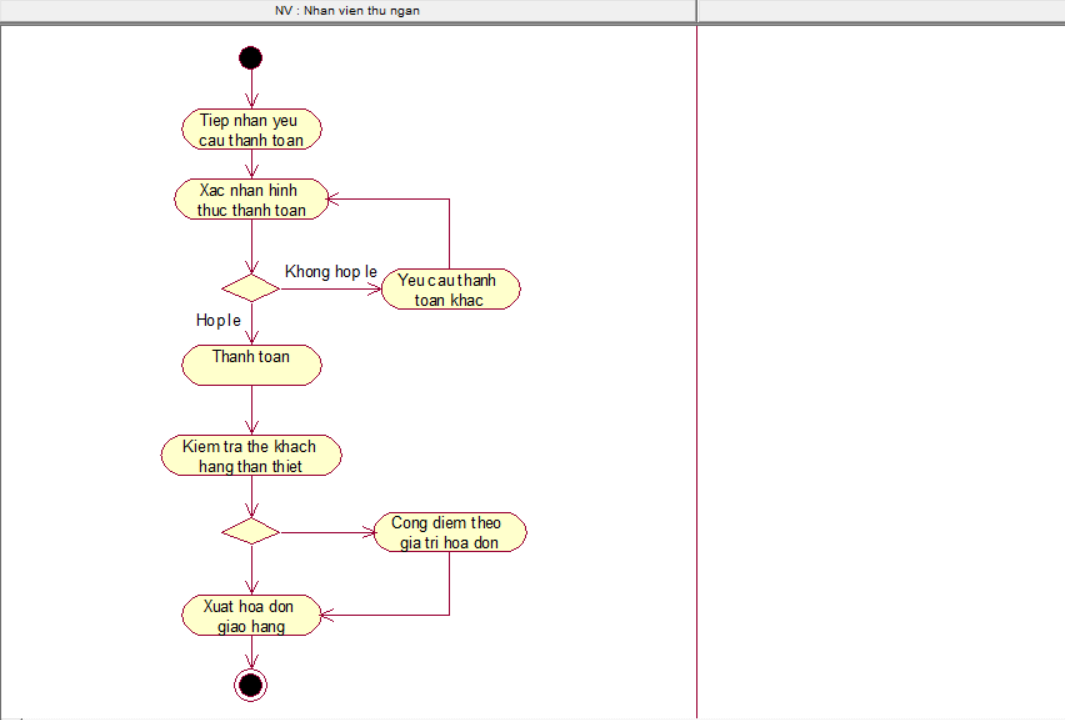 NV : Nhan vien thu ngan
Tiep nhan yeu
cau thanh toan
Xac nhan hinh
thuc thanh toan
Khong hop le
Yeu cau thanh
toan khac
Hop le
Thanh toan
Kiem tra the khach
hang than thiet
Cong diem theo
gia tri hoa don
Xuat hoa don
giao hang